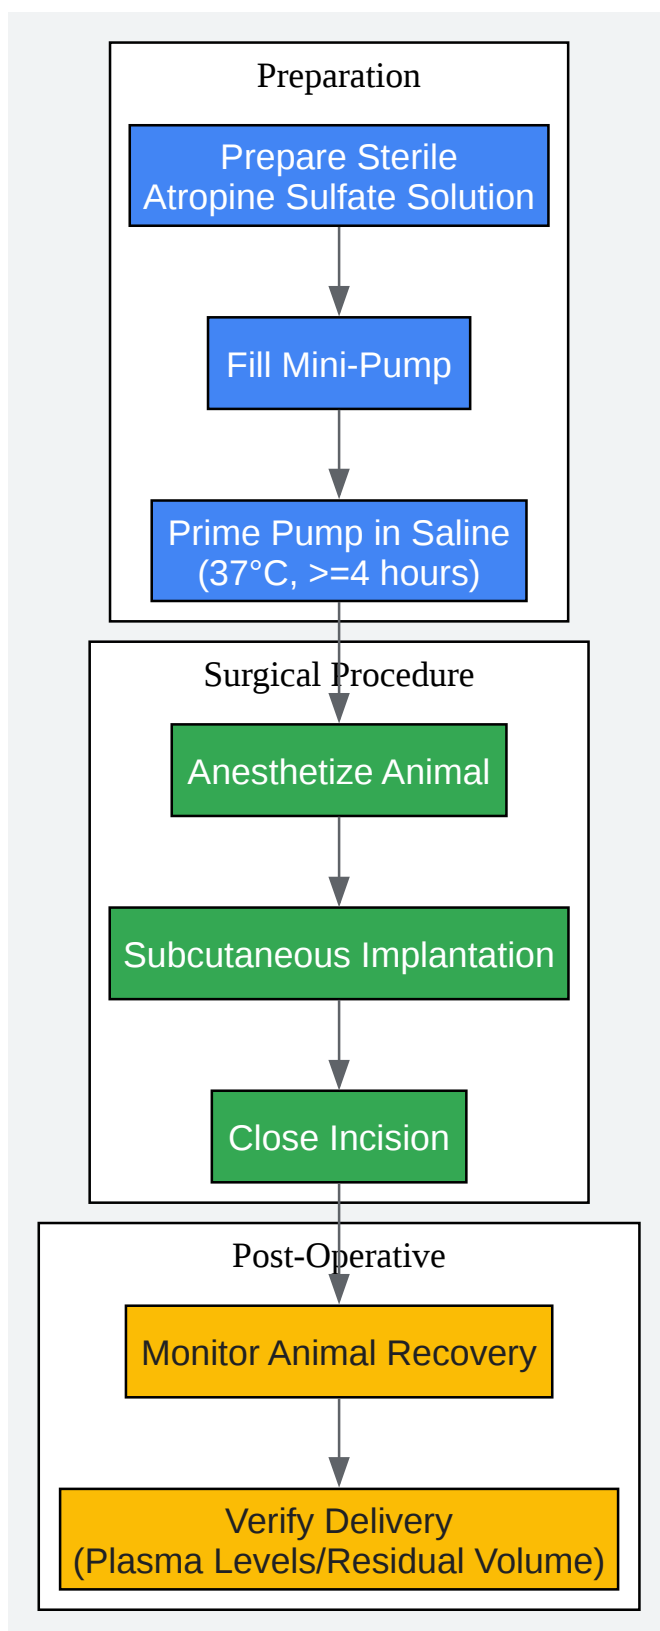 Preparation
Prepare Sterile
Atropine Sulfate Solution
Fill Mini-Pump
Prime Pump in Saline
(37°C, >=4 hours)
Surgical Procedure
Anesthetize Animal
Subcutaneous Implantation
Close Incision
Post-Operative
Monitor Animal Recovery
Verify Delivery
(Plasma Levels/Residual Volume)